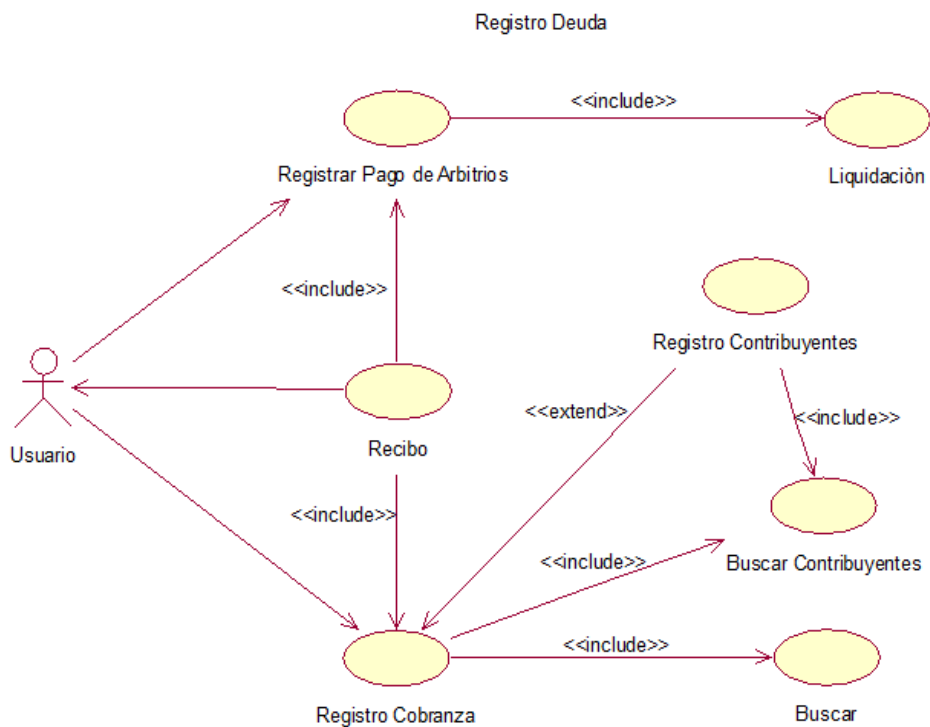 Registro Deuda
<<include>>
Registrar Pago de Arbitrios
Liquidaciòn
<<include>>
Registro Contribuyentes
<<extend>>
<<include>>
Usuario
Recibo
<<include>>
<<include>>
Buscar Contribuyentes
<<include>>
Registro Cobranza
Buscar